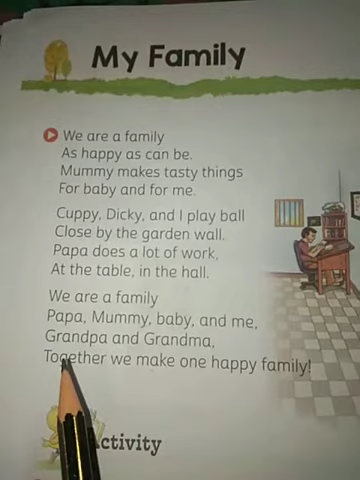 My Family
We are a family
As happy as can be.
Mummy makes tasty things
For baby and for me.
Cuppy, Dicky, and I play ball
Close by the garden wall.
Papa does a lot of work,
At the table, in the hall.
We are a family
Papa, Mummy, baby, and me,
Grandpa and Grandma,
Together we make one happy family!
ctivity